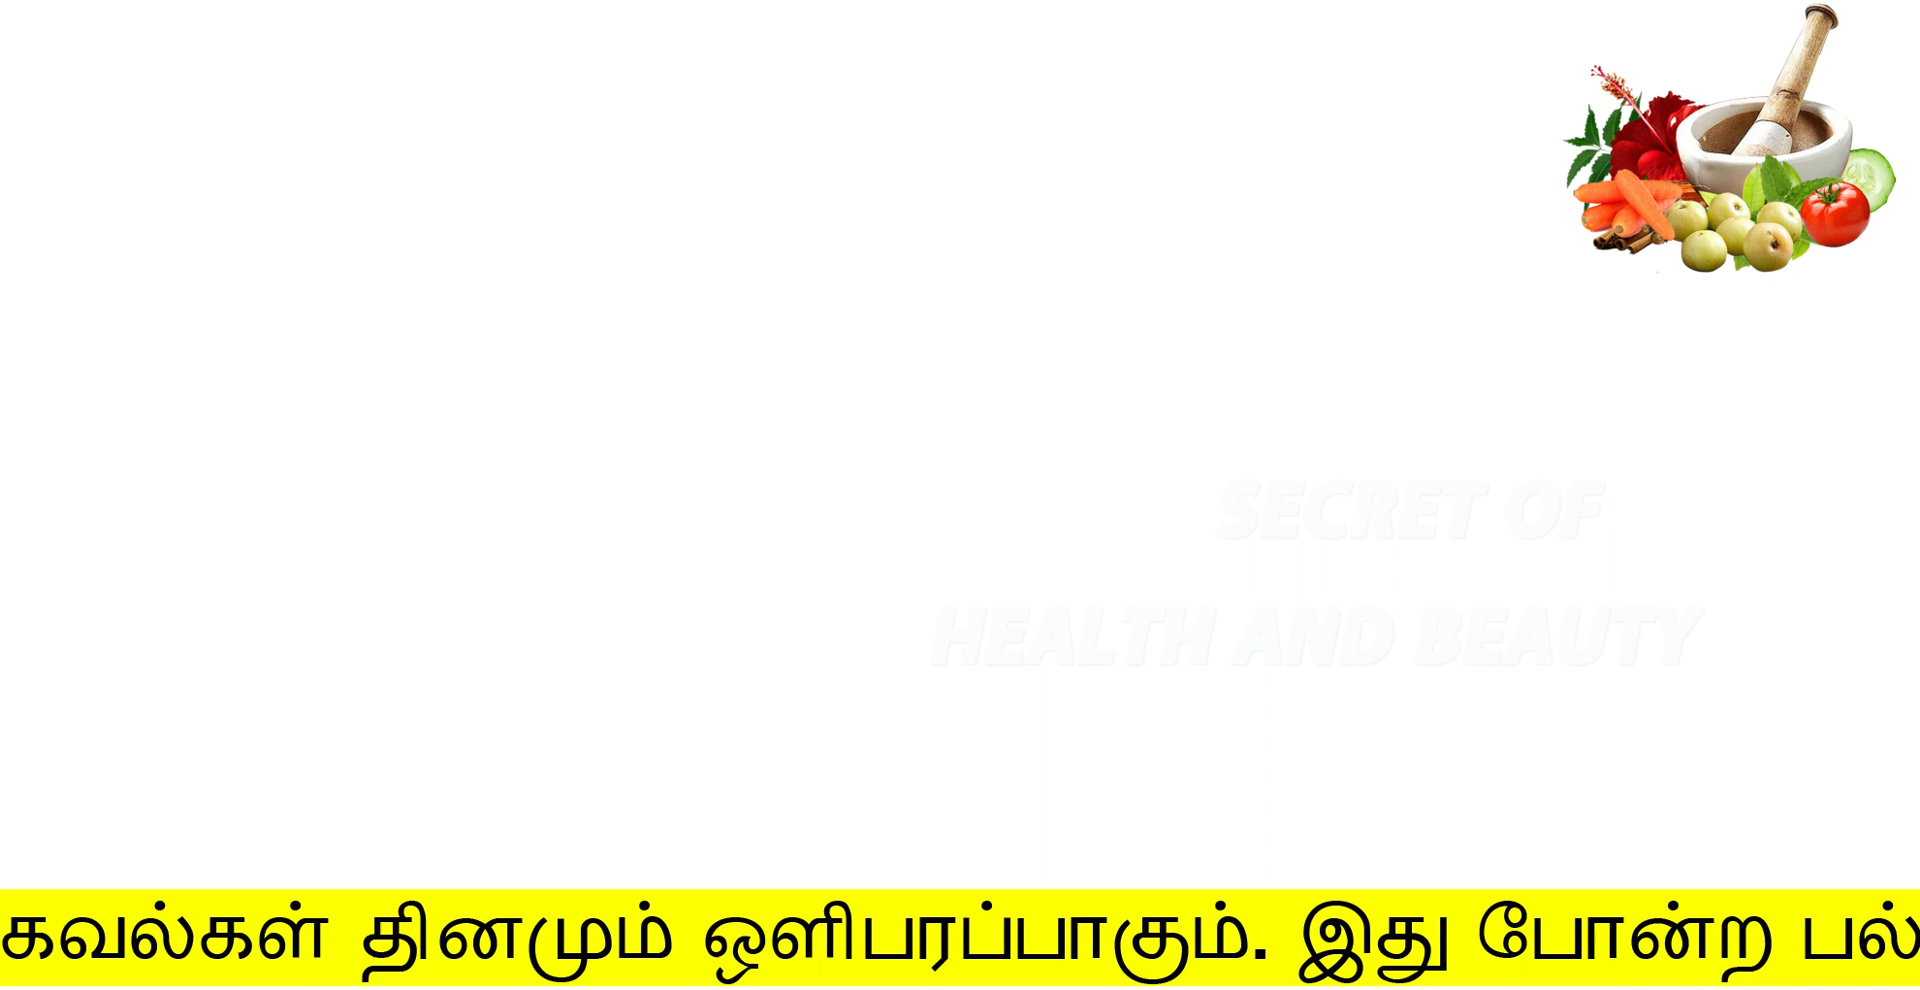 SECRET OF
HEALTH AND BEAUTY
கவல்கள் தினமும் ஒளிபரப்பாகும். இது போன்ற பல்